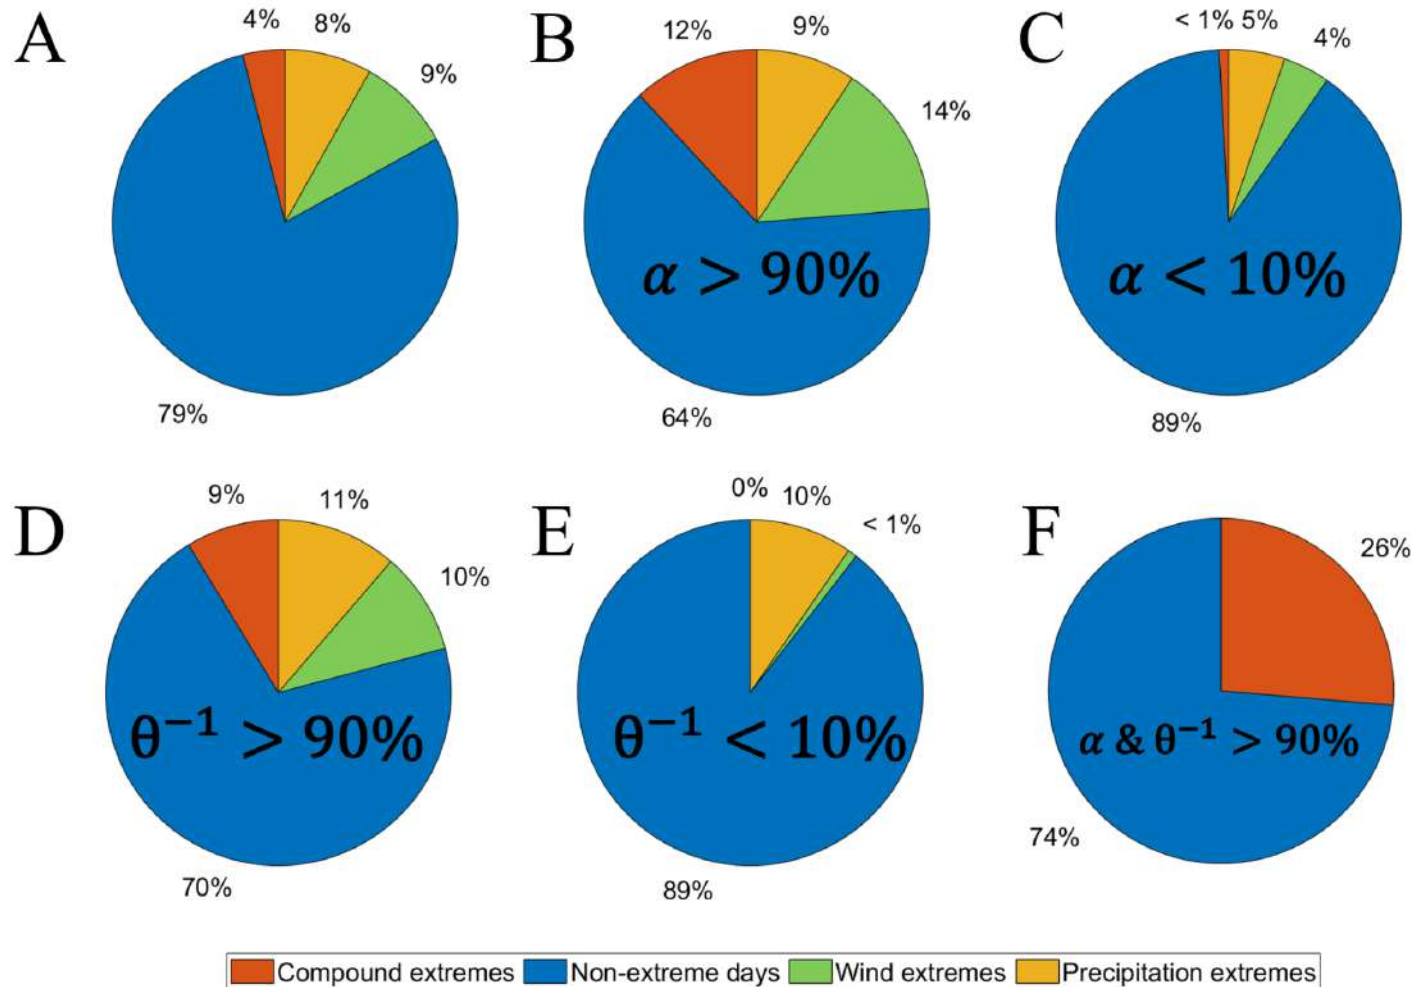 A
4%
8%
9%
79%
B
12%
9%
14%
α > 90%
64%
C
< 1%
5%
4%
α < 10%
89%
D
9%
11%
10%
θ⁻¹ > 90%
70%
E
0%
10%
< 1%
θ⁻¹ < 10%
89%
F
26%
α & θ⁻¹ > 90%
74%
Compound extremes Non-extreme days Wind extremes Precipitation extremes